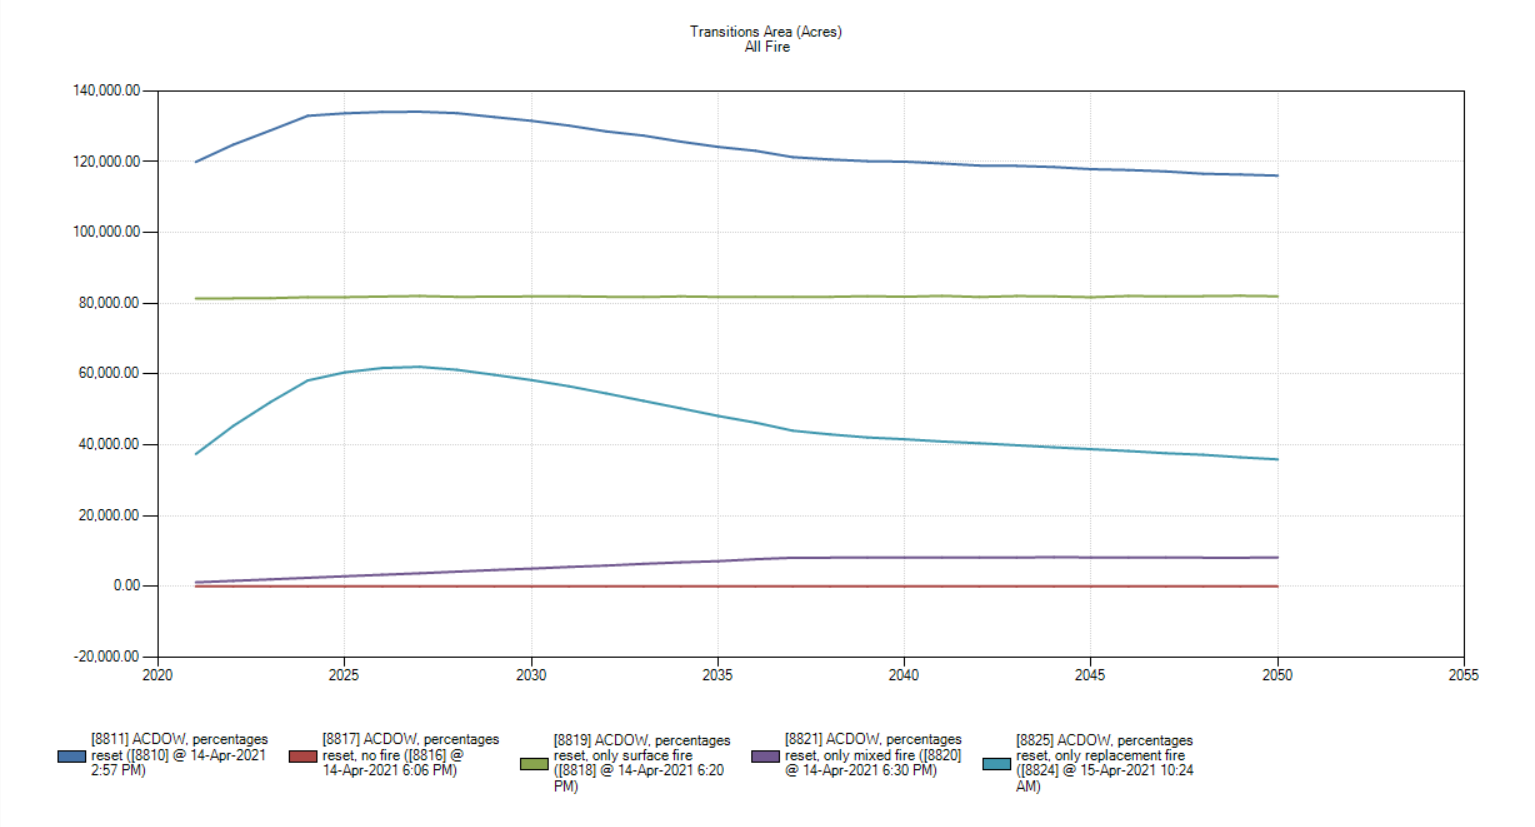 Transitions Area (Acres)
All Fire
140,000.00
120,000.00
100,000.00
80,000.00
60,000.00
40,000.00
20,000.00
0.00
-20,000.00
2020 2025 2030 2035 2040 2045 2050 2055
[8811] ACDOW, percentages
reset ([8810] @ 14-Apr-2021
2:57 PM)
[8817] ACDOW, percentages
reset, no fire ([8816] @
14-Apr-2021 6:06 PM)
[8819] ACDOW, percentages
reset, only surface fire
([8818] @ 14-Apr-2021 6:20
PM)
[8821] ACDOW, percentages
reset, only mixed fire ([8820]
@ 14-Apr-2021 6:30 PM)
[8825] ACDOW, percentages
reset, only replacement fire
([8824] @ 15-Apr-2021 10:24
AM)